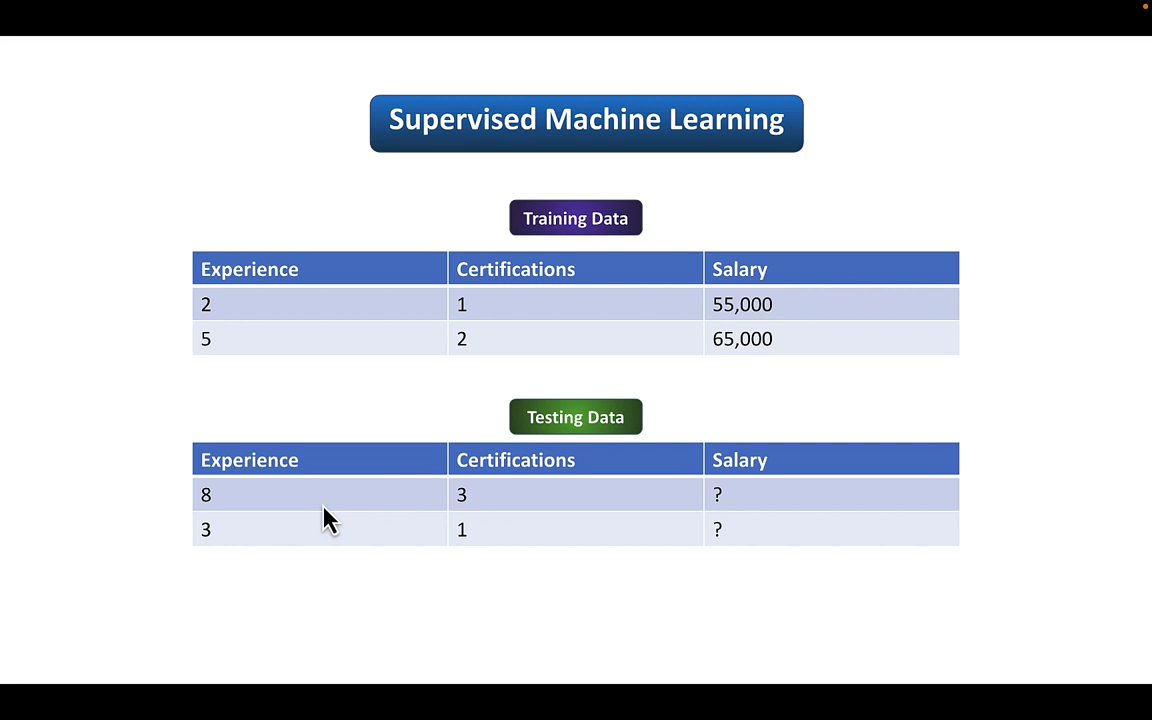 Supervised Machine Learning
Training Data
Experience Certifications Salary
2 1 55,000
5 2 65,000
Testing Data
Experience Certifications Salary
8 3 ?
3 1 ?